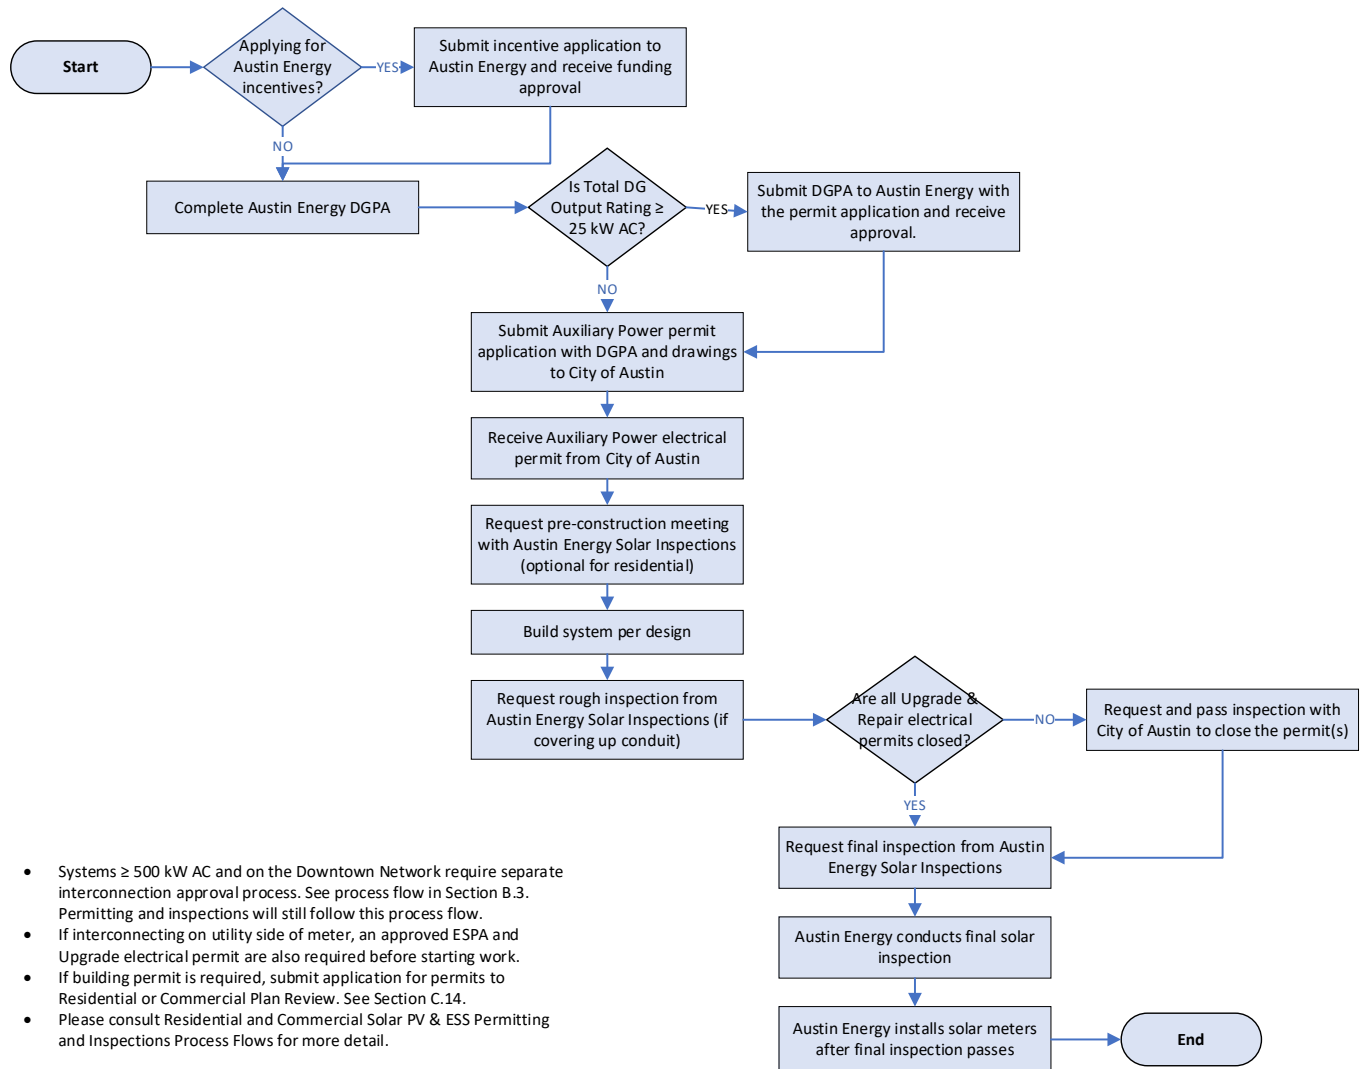 Start
Applying for
Austin Energy
incentives?
YES
Submit incentive application to
Austin Energy and receive funding
approval
NO
Complete Austin Energy DGPA
Is Total DG
Output Rating ≥
25 kW AC?
YES
Submit DGPA to Austin Energy with
the permit application and receive
approval.
NO
Submit Auxiliary Power permit
application with DGPA and drawings
to City of Austin
Receive Auxiliary Power electrical
permit from City of Austin
Request pre-construction meeting
with Austin Energy Solar Inspections
(optional for residential)
Build system per design
Request rough inspection from
Austin Energy Solar Inspections (if
covering up conduit)
Are all Upgrade &
Repair electrical
permits closed?
NO
Request and pass inspection with
City of Austin to close the permit(s)
YES
Request final inspection from Austin
Energy Solar Inspections
Austin Energy conducts final solar
inspection
Austin Energy installs solar meters
after final inspection passes
End
• Systems ≥ 500 kW AC and on the Downtown Network require separate
interconnection approval process. See process flow in Section B.3.
Permitting and inspections will still follow this process flow.
• If interconnecting on utility side of meter, an approved ESPA and
Upgrade electrical permit are also required before starting work.
• If building permit is required, submit application for permits to
Residential or Commercial Plan Review. See Section C.14.
• Please consult Residential and Commercial Solar PV & ESS Permitting
and Inspections Process Flows for more detail.